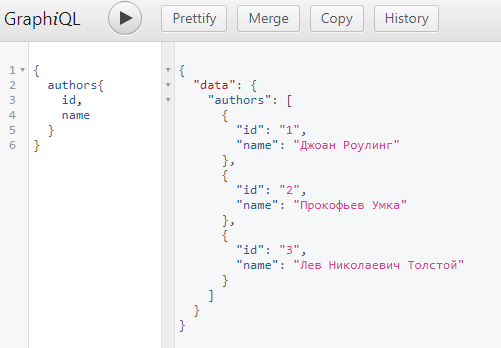 GraphiQL Prettify Merge Copy History
1 {
2 authors{
3 id,
4 name
5 }
6 }
{
"data": {
"authors": [
{
"id": "1",
"name": "Джоан Роулинг"
},
{
"id": "2",
"name": "Прокофьев Умка"
},
{
"id": "3",
"name": "Лев Николаевич Толстой"
}
]
}
}